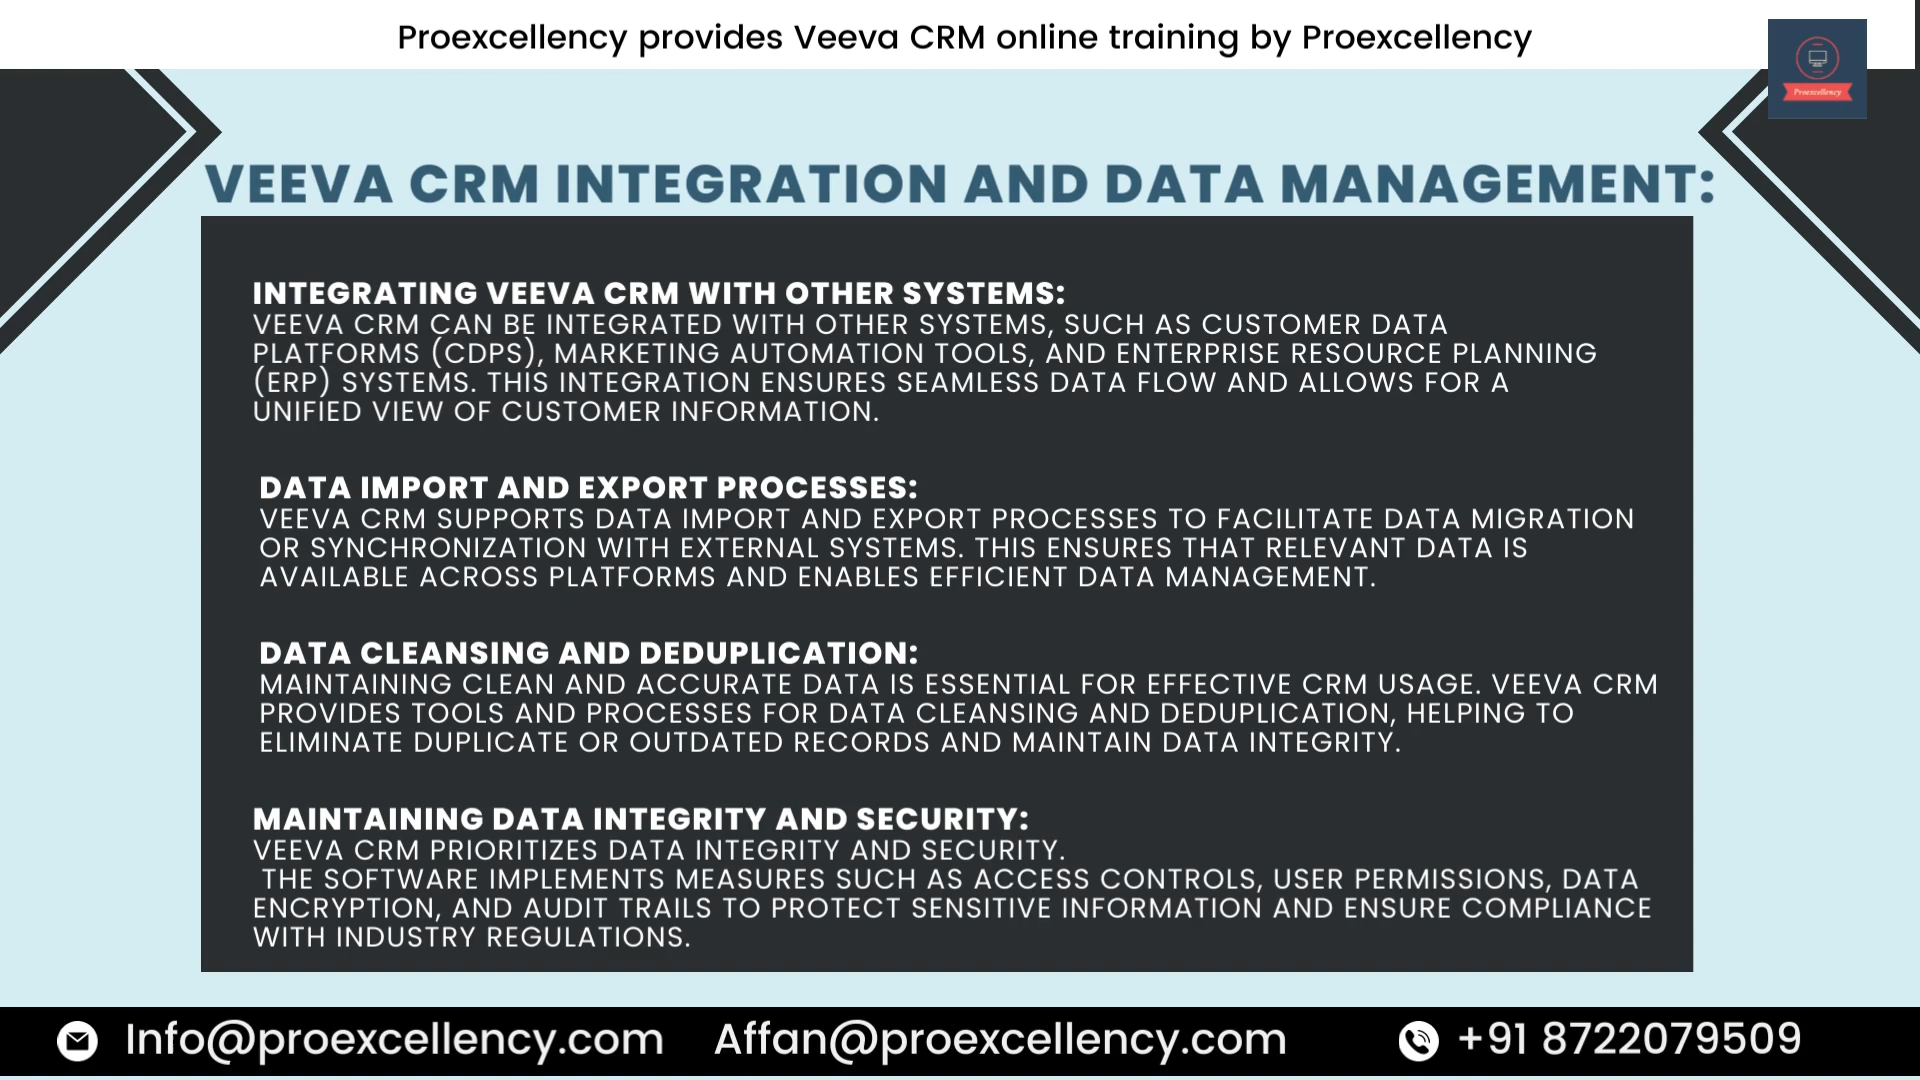 Proexcellency provides Veeva CRM online training by Proexcellency
Proexcellency
VEEVA CRM INTEGRATION AND DATA MANAGEMENT:
INTEGRATING VEEVA CRM WITH OTHER SYSTEMS:
VEEVA CRM CAN BE INTEGRATED WITH OTHER SYSTEMS, SUCH AS CUSTOMER DATA
PLATFORMS (CDPS), MARKETING AUTOMATION TOOLS, AND ENTERPRISE RESOURCE PLANNING
(ERP) SYSTEMS. THIS INTEGRATION ENSURES SEAMLESS DATA FLOW AND ALLOWS FOR A
UNIFIED VIEW OF CUSTOMER INFORMATION.
DATA IMPORT AND EXPORT PROCESSES:
VEEVA CRM SUPPORTS DATA IMPORT AND EXPORT PROCESSES TO FACILITATE DATA MIGRATION
OR SYNCHRONIZATION WITH EXTERNAL SYSTEMS. THIS ENSURES THAT RELEVANT DATA IS
AVAILABLE ACROSS PLATFORMS AND ENABLES EFFICIENT DATA MANAGEMENT.
DATA CLEANSING AND DEDUPLICATION:
MAINTAINING CLEAN AND ACCURATE DATA IS ESSENTIAL FOR EFFECTIVE CRM USAGE. VEEVA CRM
PROVIDES TOOLS AND PROCESSES FOR DATA CLEANSING AND DEDUPLICATION, HELPING TO
ELIMINATE DUPLICATE OR OUTDATED RECORDS AND MAINTAIN DATA INTEGRITY.
MAINTAINING DATA INTEGRITY AND SECURITY:
VEEVA CRM PRIORITIZES DATA INTEGRITY AND SECURITY.
THE SOFTWARE IMPLEMENTS MEASURES SUCH AS ACCESS CONTROLS, USER PERMISSIONS, DATA
ENCRYPTION, AND AUDIT TRAILS TO PROTECT SENSITIVE INFORMATION AND ENSURE COMPLIANCE
WITH INDUSTRY REGULATIONS.
Info@proexcellency.com Affan@proexcellency.com +91 8722079509